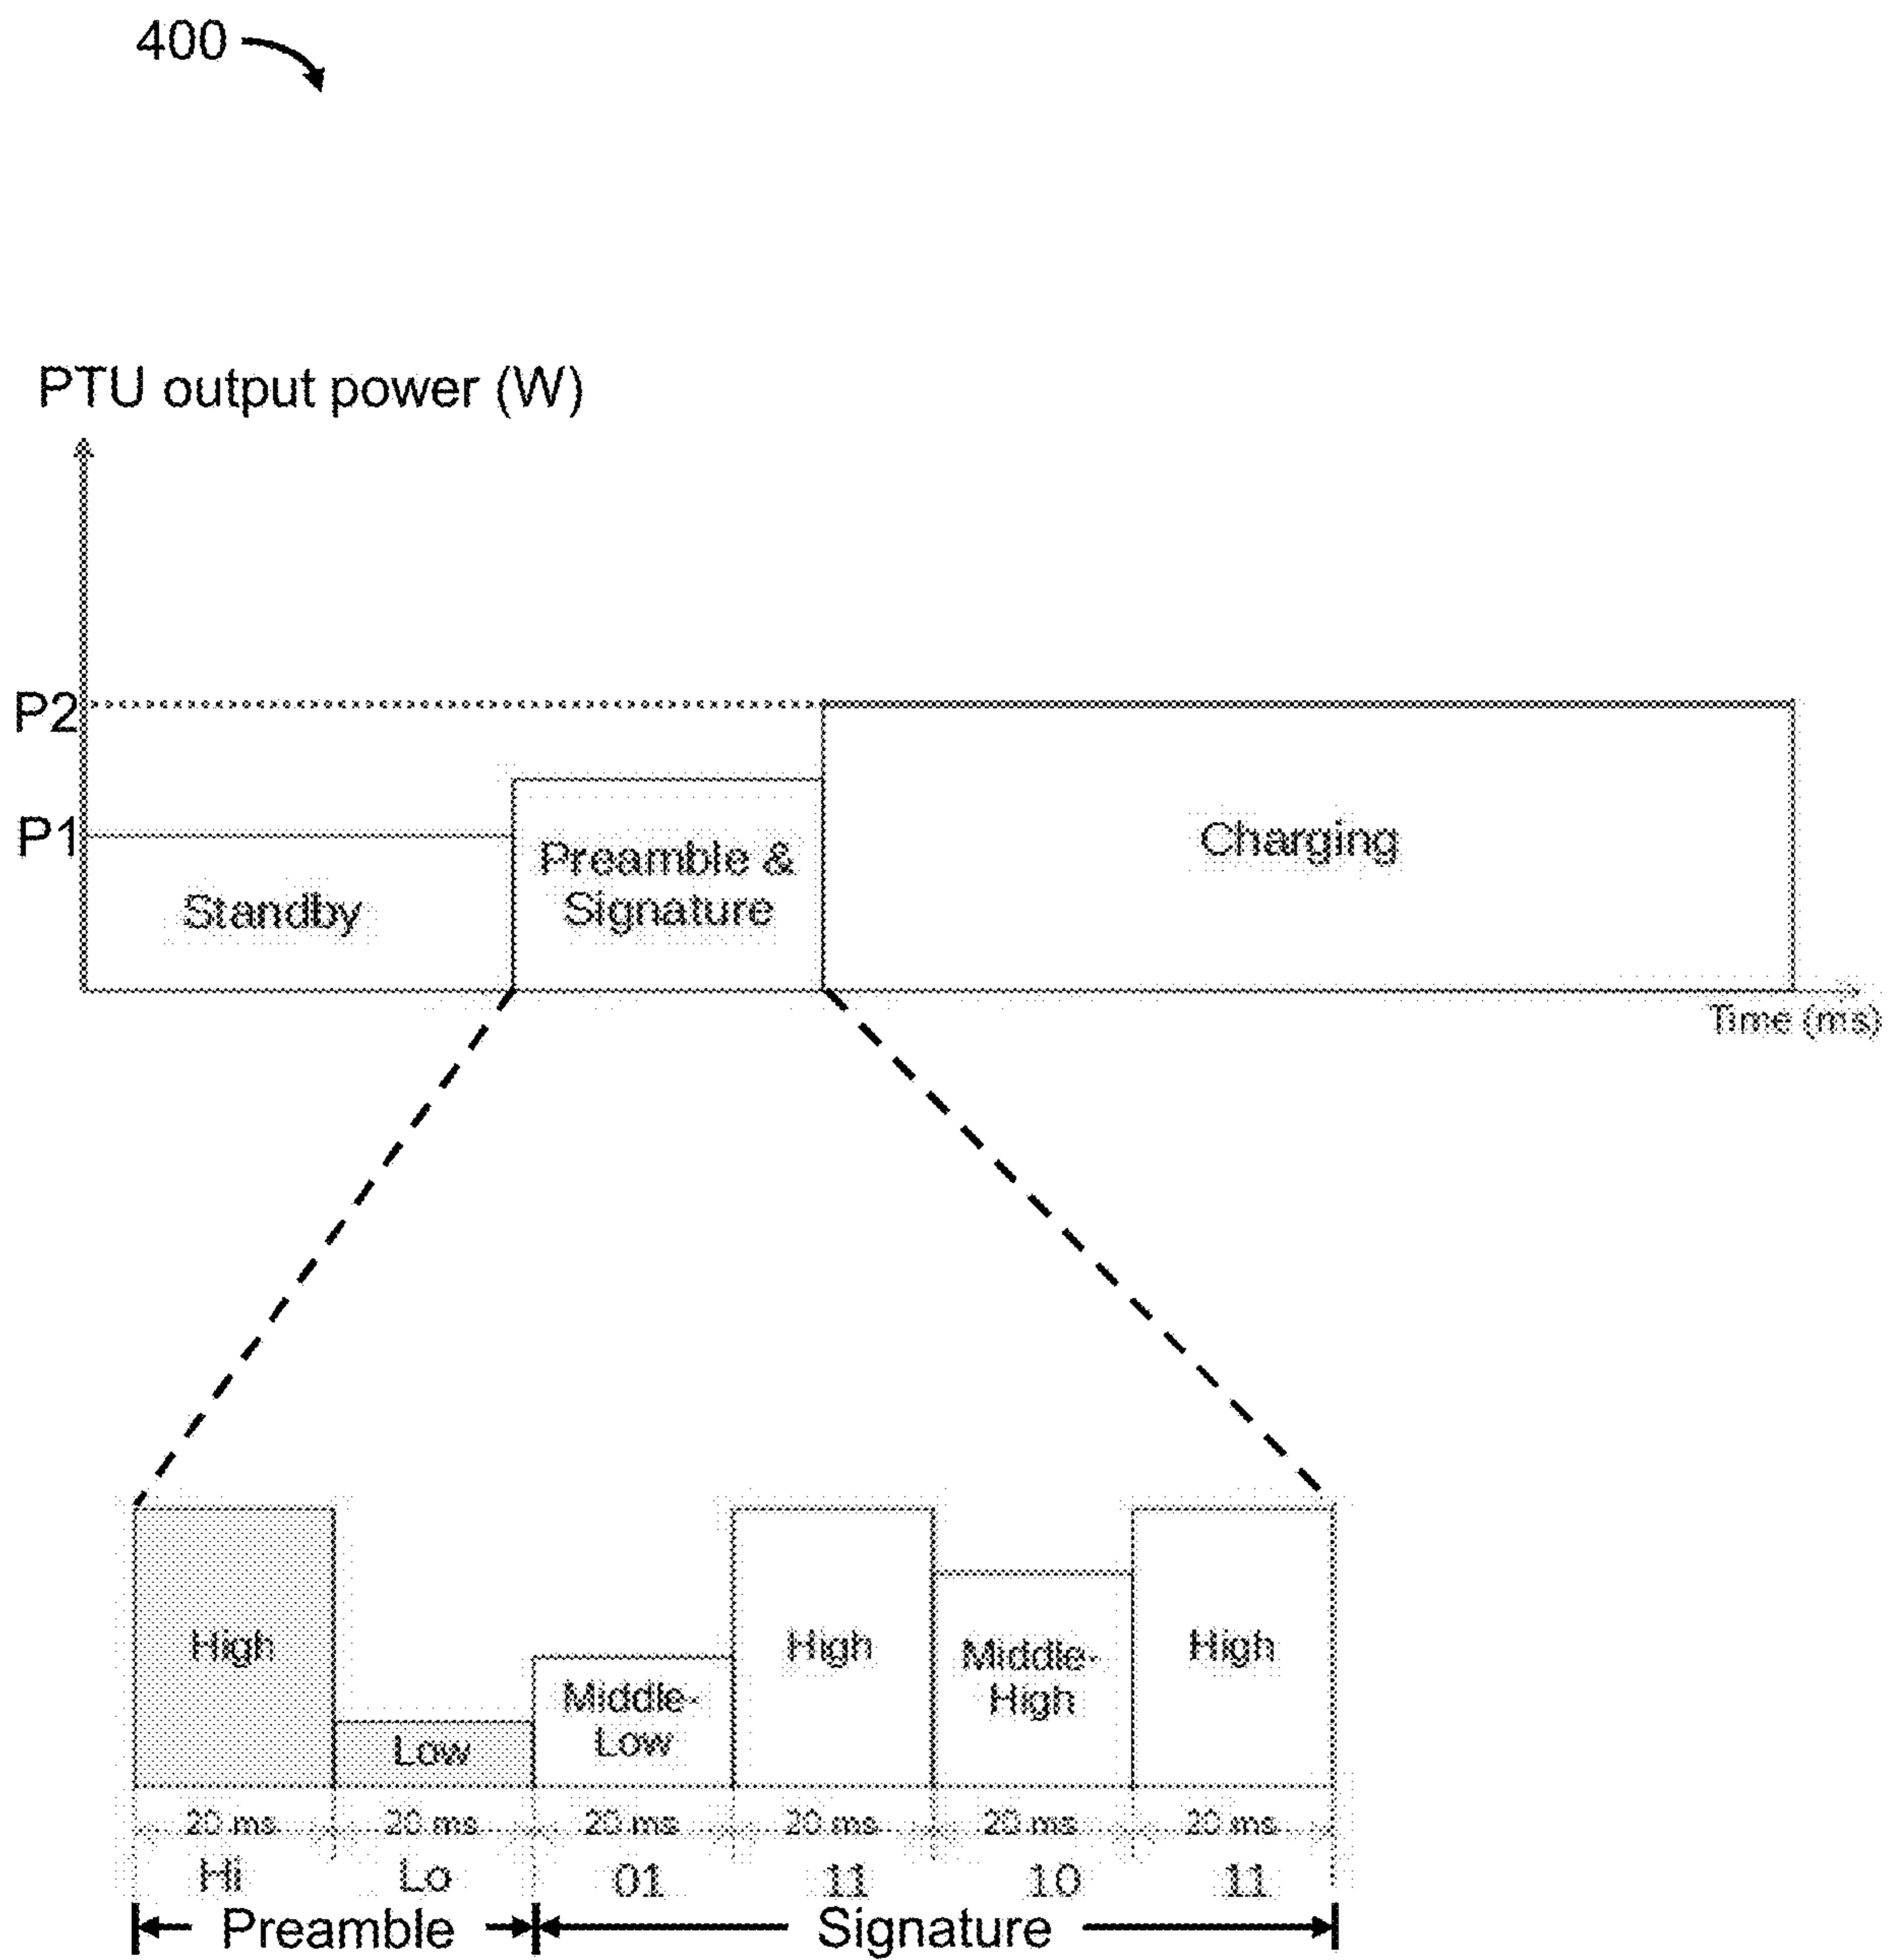 400
PTU output power (W)
P2
P1
Standby
Preamble &
Signature
Charging
Time (ms)
High
Low
Middle-
Low
High
Middle-
High
High
20 ms 20 ms 20 ms 20 ms 20 ms 20 ms
Hi Lo 01 11 10 11
Preamble Signature